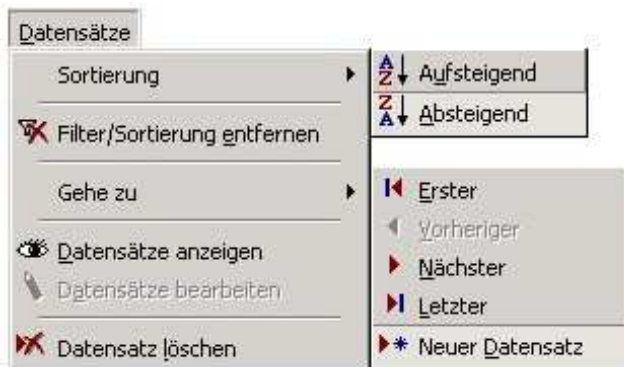 Datensätze
Sortierung
Aufsteigend
Absteigend
Filter/Sortierung entfernen
Gehe zu
Erster
Vorheriger
Nächster
Letzter
Neuer Datensatz
Datensätze anzeigen
Datensätze bearbeiten
Datensatz löschen